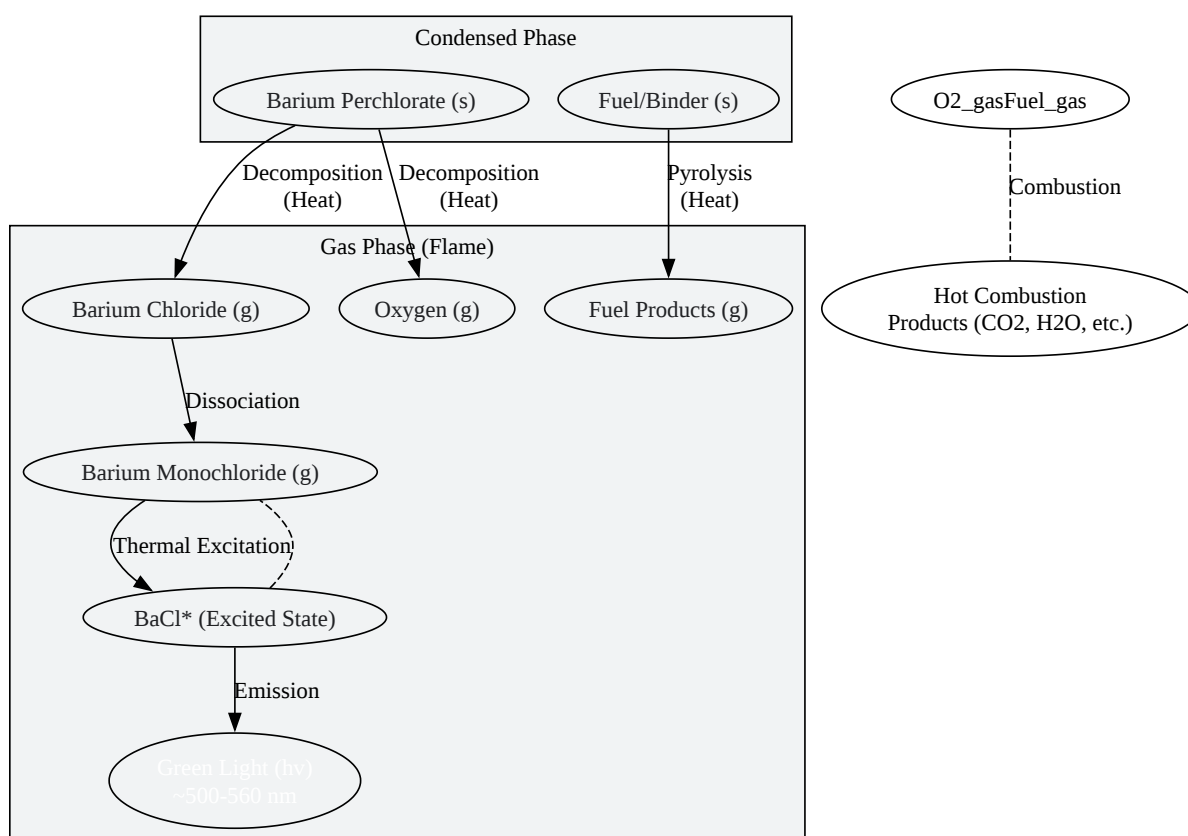 Condensed Phase
Barium Perchlorate (s)
Fuel/Binder (s)
O2_gasFuel_gas
Decomposition
(Heat)
Decomposition
(Heat)
Pyrolysis
(Heat)
Combustion
Gas Phase (Flame)
Barium Chloride (g)
Oxygen (g)
Fuel Products (g)
Hot Combustion
Products (CO2, H2O, etc.)
Dissociation
Barium Monochloride (g)
Thermal Excitation
BaCl* (Excited State)
Emission
Green Light (hv)
~500-560 nm